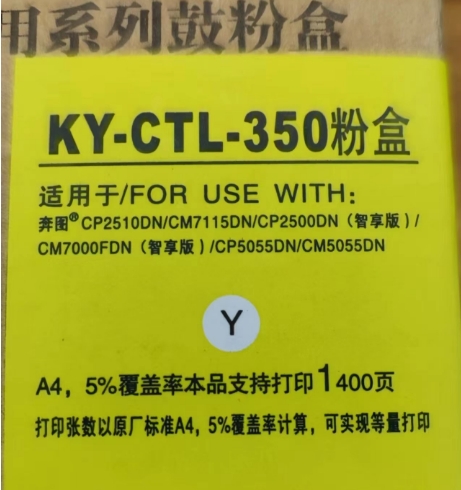 用系列鼓粉盒
KY-CTL-350粉盒
适用于/FOR USE WITH:
奔图®CP2510DN/CM7115DN/CP2500DN（智享版）/
CM7000FDN（智享版）/CP5055DN/CM5055DN
Y
A4，5%覆盖率本品支持打印1400页
打印张数以原厂标准A4，5%覆盖率计算，可实现等量打印